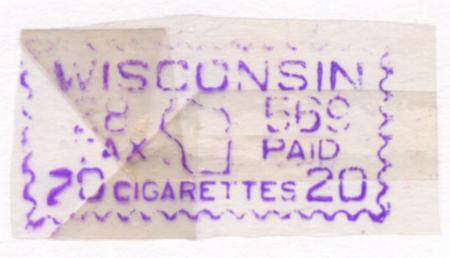 WISCONSIN
8 569
TAX PAID
20 CIGARETTES 20